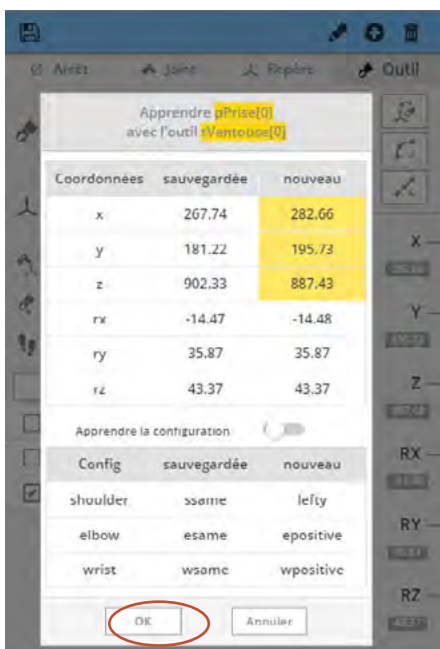 Arrêt Joint Repère Outil
Apprendre pPrise[0]
avec l'outil tVentouse[0]
Coordonnées sauvegardée nouveau
x 267.74 282.66
y 181.22 195.73
z 902.33 887.43
rx -14.47 -14.48
ry 35.87 35.87
rz 43.37 43.37
Apprendre la configuration
Config sauvegardée nouveau
shoulder ssame lefty
elbow esame epositive
wrist wsame wpositive
OK Annuler
X
Y
Z
RX
RY
RZ